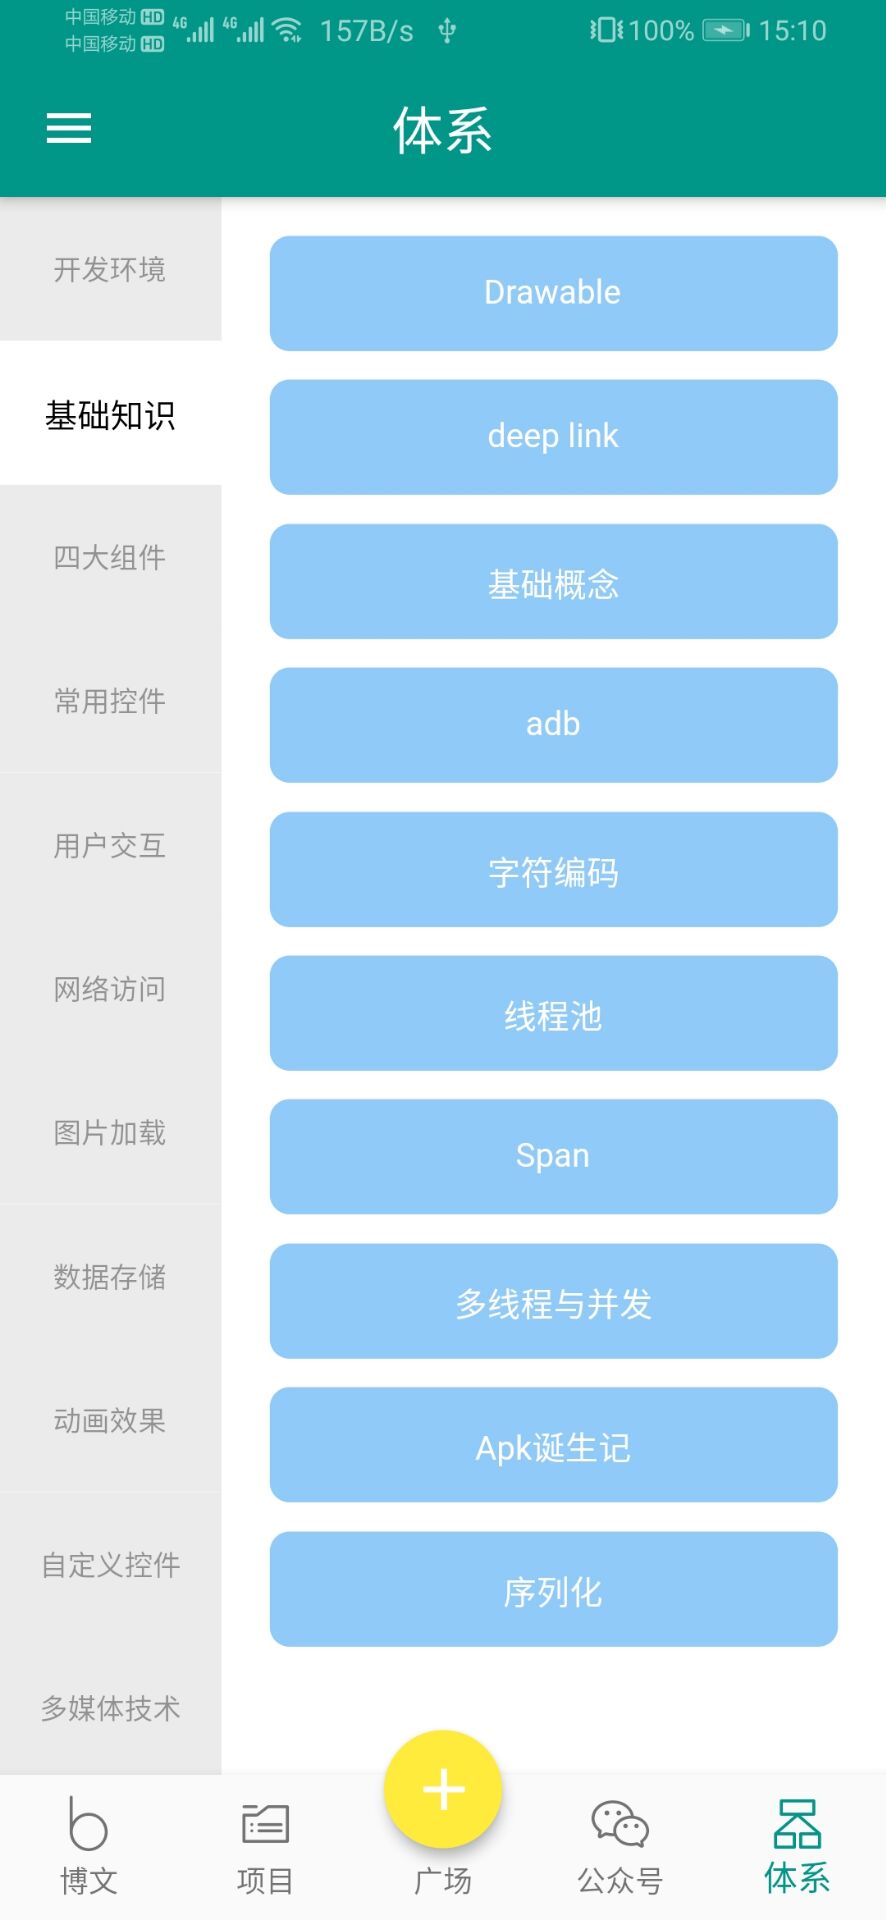 中国移动 HD 4G 4G 157B/s 100% 15:10
中国移动 HD
体系
开发环境
基础知识
四大组件
常用控件
用户交互
网络访问
图片加载
数据存储
动画效果
自定义控件
多媒体技术
Drawable
deep link
基础概念
adb
字符编码
线程池
Span
多线程与并发
Apk诞生记
序列化
博文
项目
广场
公众号
体系